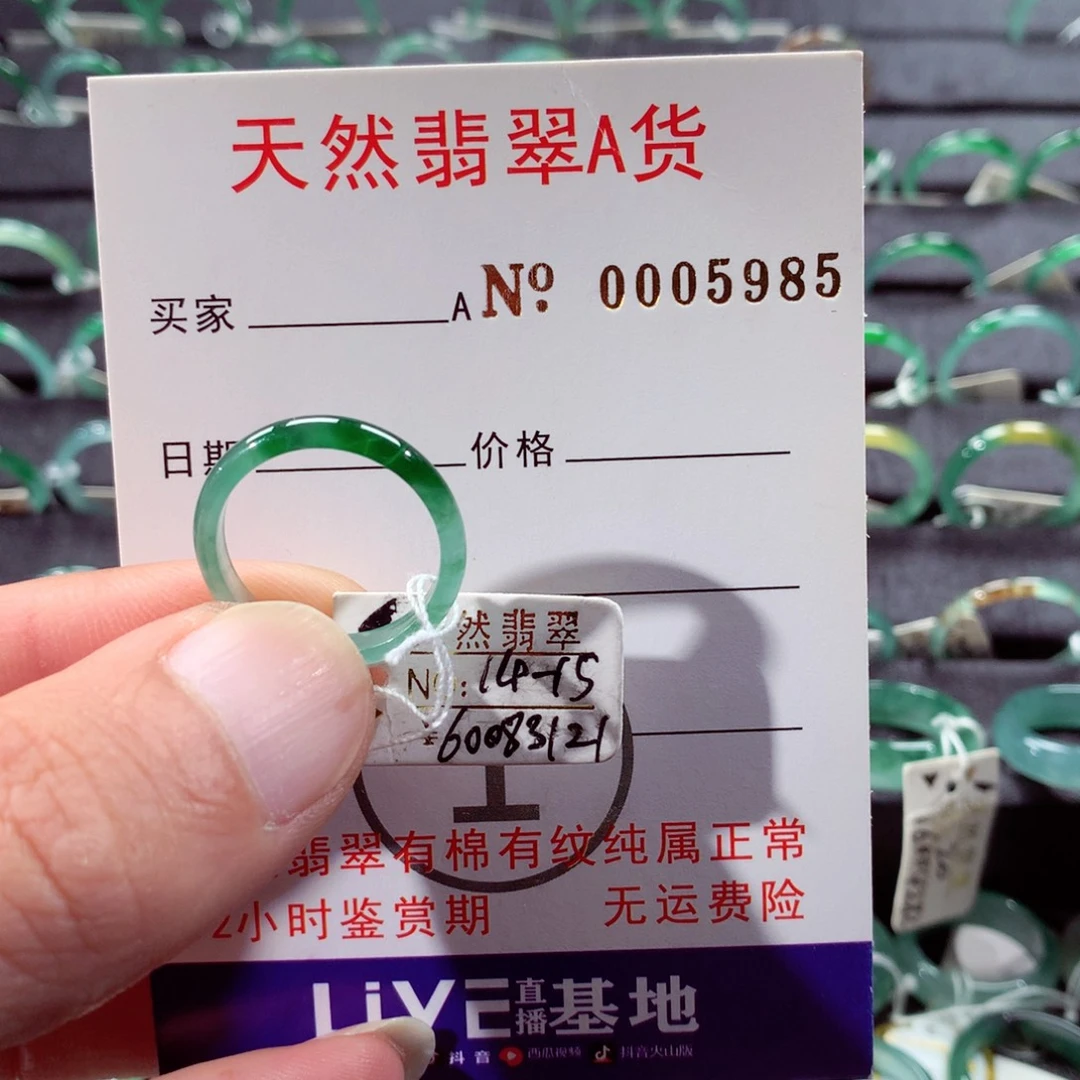 天然翡翠A货
买家 A Nº 0005985
日期 价格
然翡翠
NO: 14-15
¥60083121
翡翠有棉有纹纯属正常
2小时鉴赏期 无运费险
LiVE直播基地
抖音 西瓜视频 抖音火山版